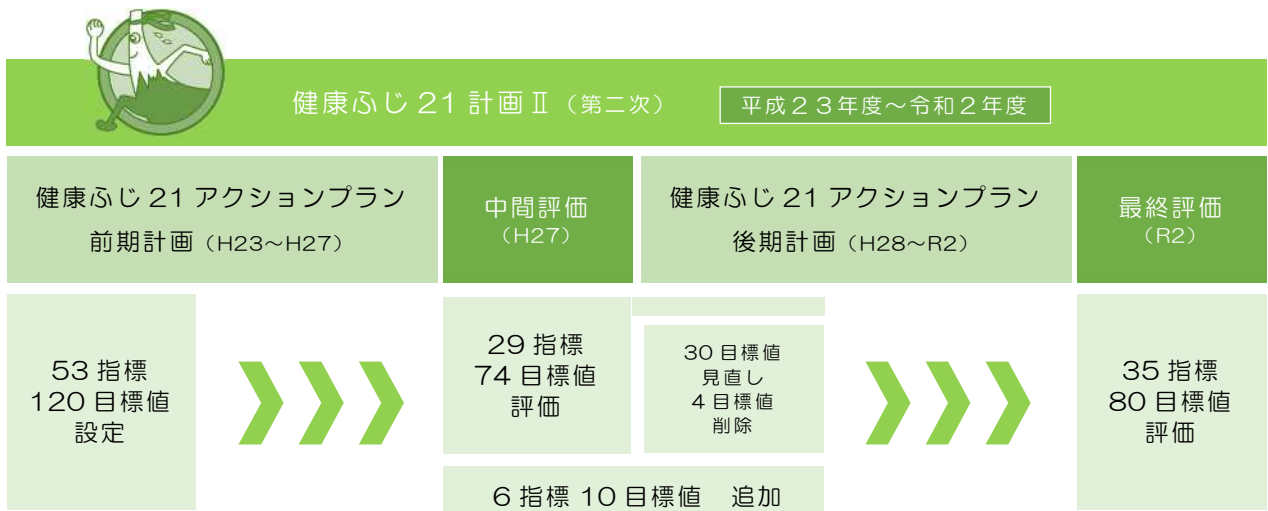 健康ふじ21計画Ⅱ（第二次）
平成２３年度～令和２年度
健康ふじ21アクションプラン
前期計画（H23～H27）
中間評価
（H27）
健康ふじ21アクションプラン
後期計画（H28～R2）
最終評価
（R2）
53指標
120目標値
設定
29指標
74目標値
評価
30目標値
見直し
4目標値
削除
35指標
80目標値
評価
6指標10目標値　追加